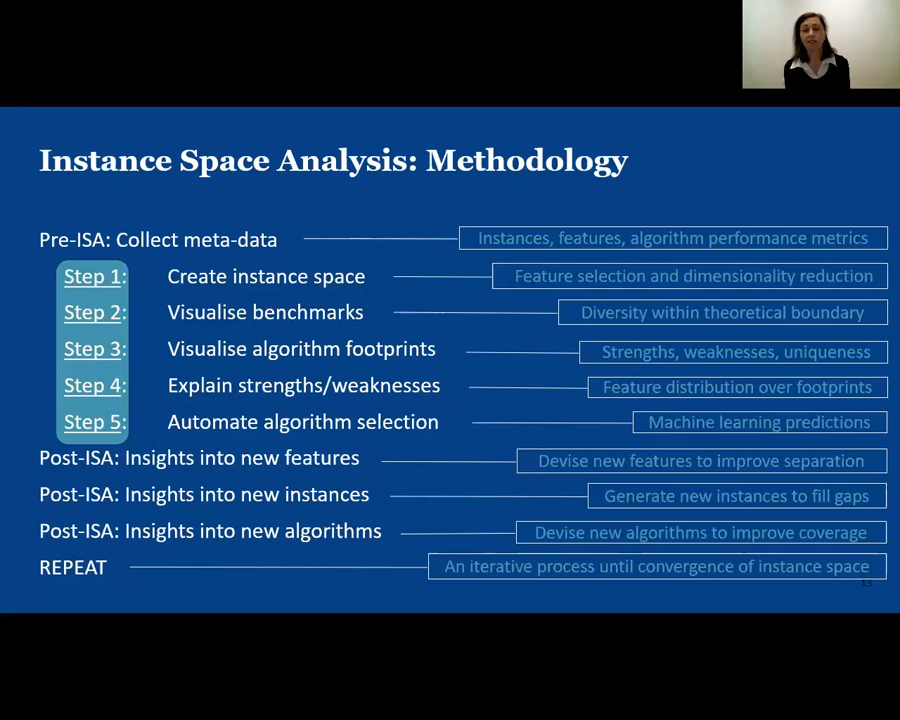 Instance Space Analysis: Methodology
Pre-ISA: Collect meta-data Instances, features, algorithm performance metrics
Step 1: Create instance space Feature selection and dimensionality reduction
Step 2: Visualise benchmarks Diversity within theoretical boundary
Step 3: Visualise algorithm footprints Strengths, weaknesses, uniqueness
Step 4: Explain strengths/weaknesses Feature distribution over footprints
Step 5: Automate algorithm selection Machine learning predictions
Post-ISA: Insights into new features Devise new features to improve separation
Post-ISA: Insights into new instances Generate new instances to fill gaps
Post-ISA: Insights into new algorithms Devise new algorithms to improve coverage
REPEAT An iterative process until convergence of instance space
13